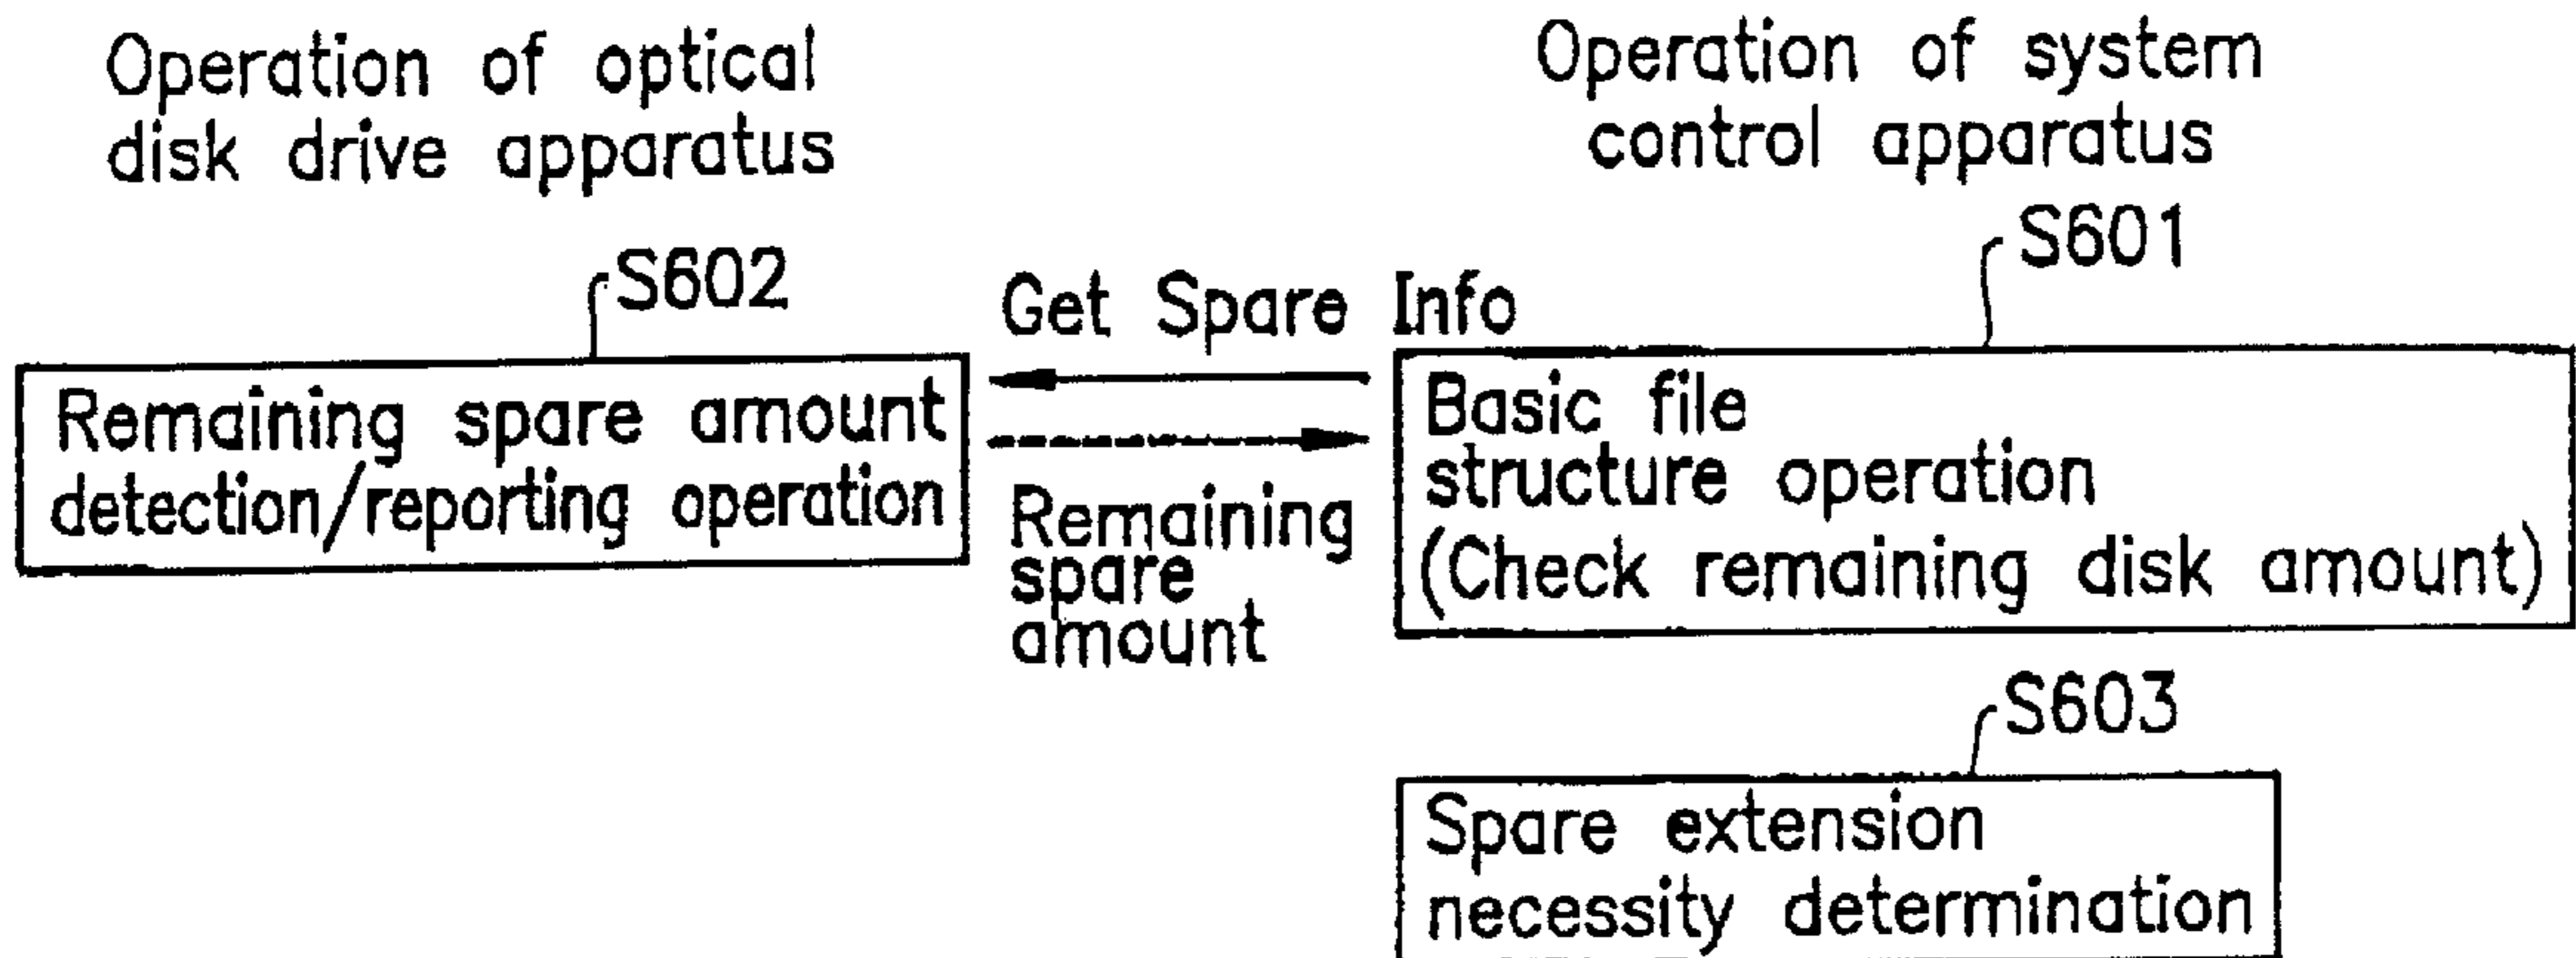 Operation of optical
disk drive apparatus
Operation of system
control apparatus
S602
Get Spare Info
S601
Remaining spare amount
detection/reporting operation
Remaining
spare
amount
Basic file
structure operation
(Check remaining disk amount)
S603
Spare extension
necessity determination